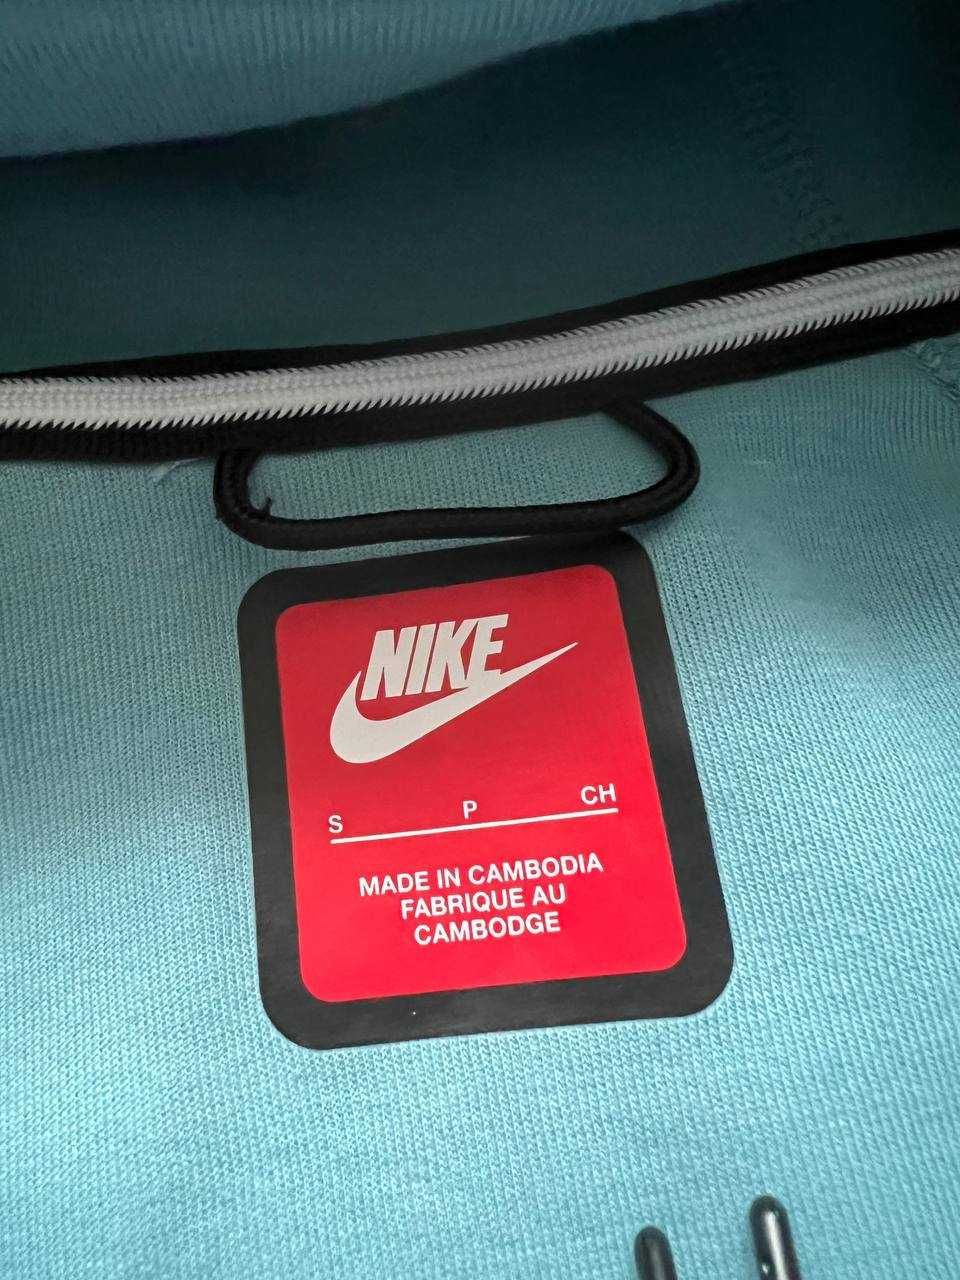 NIKE
S P CH
MADE IN CAMBODIA
FABRIQUE AU
CAMBODGE